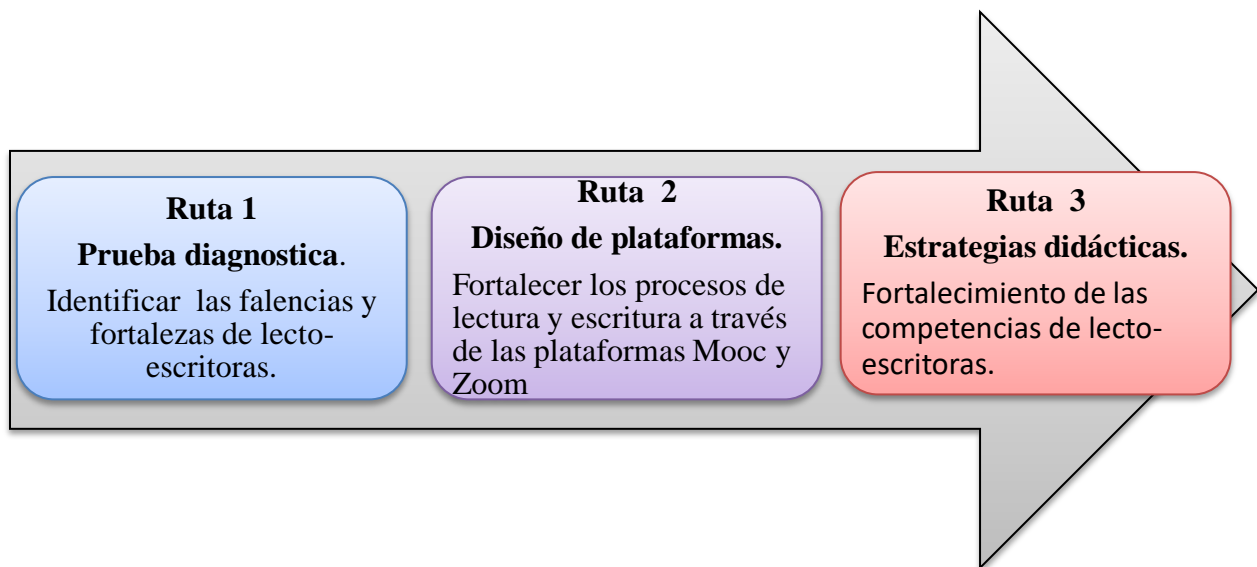 Ruta 1
Prueba diagnostica.
Identificar las falencias y
fortalezas de lecto-
escritoras.
Ruta 2
Diseño de plataformas.
Fortalecer los procesos de
lectura y escritura a través
de las plataformas Mooc y
Zoom
Ruta 3
Estrategias didácticas.
Fortalecimiento de las
competencias de lecto-
escritoras.